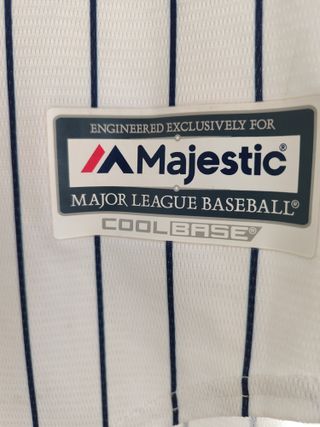 ENGINEERED EXCLUSIVELY FOR
Majestic®
MAJOR LEAGUE BASEBALL®
COOLBASE®